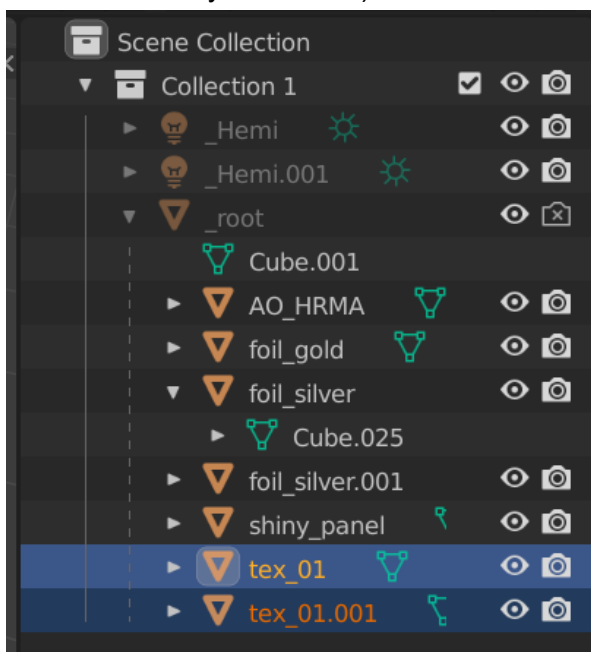 Scene Collection
Collection 1
_Hemi
_Hemi.001
_root
Cube.001
AO_HRMA
foil_gold
foil_silver
Cube.025
foil_silver.001
shiny_panel
tex_01
tex_01.001